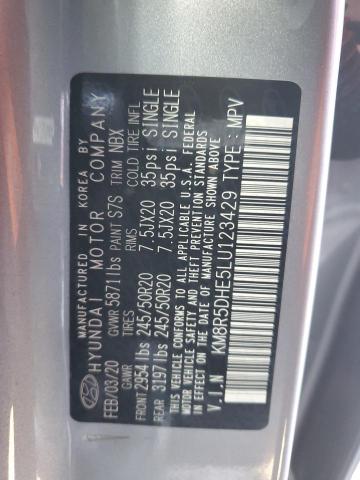 MANUFACTURED IN KOREA BY
HYUNDAI MOTOR COMPANY
FEB/03/20 GVWR 5871lbs PAINT S7S TRIM NBX
GAWR TIRES RIMS COLD TIRE INFL
FRONT 2954lbs 245/50R20 7.5JX20 35psi SINGLE
REAR 3197lbs 245/50R20 7.5JX20 35psi SINGLE
THIS VEHICLE CONFORMS TO ALL APPLICABLE U.S.A. FEDERAL
MOTOR VEHICLE SAFETY AND THEFT PREVENTION STANDARDS
IN EFFECT ON THE DATE OF MANUFACTURE SHOWN ABOVE
V.I.N : KM8R5DHE5LU123429 TYPE : MPV